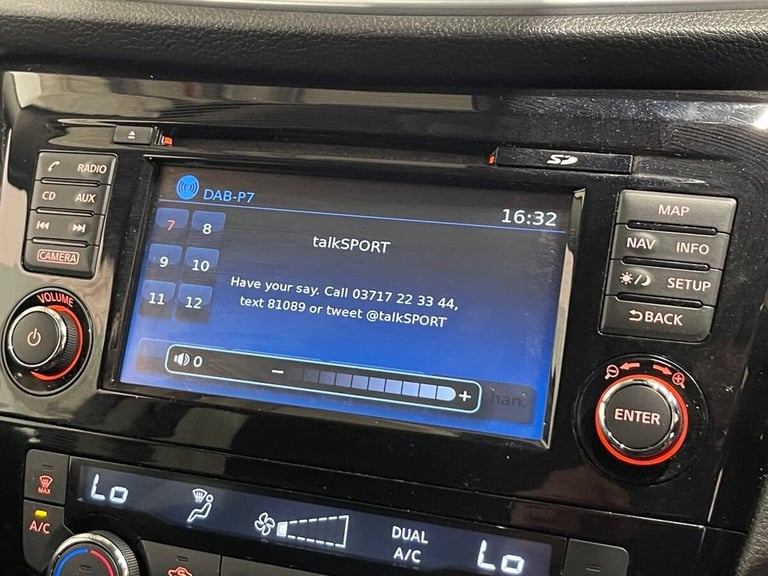 SD
RADIO
CD AUX
CAMERA
VOLUME
DAB-P7
16:32
7 8
9 10
11 12
talkSPORT
Have your say. Call 03717 22 33 44,
text 81089 or tweet @talkSPORT
0 − +
han.
MAP
NAV INFO
SETUP
BACK
ENTER
MAX
A/C
Lo
DUAL
A/C
Lo